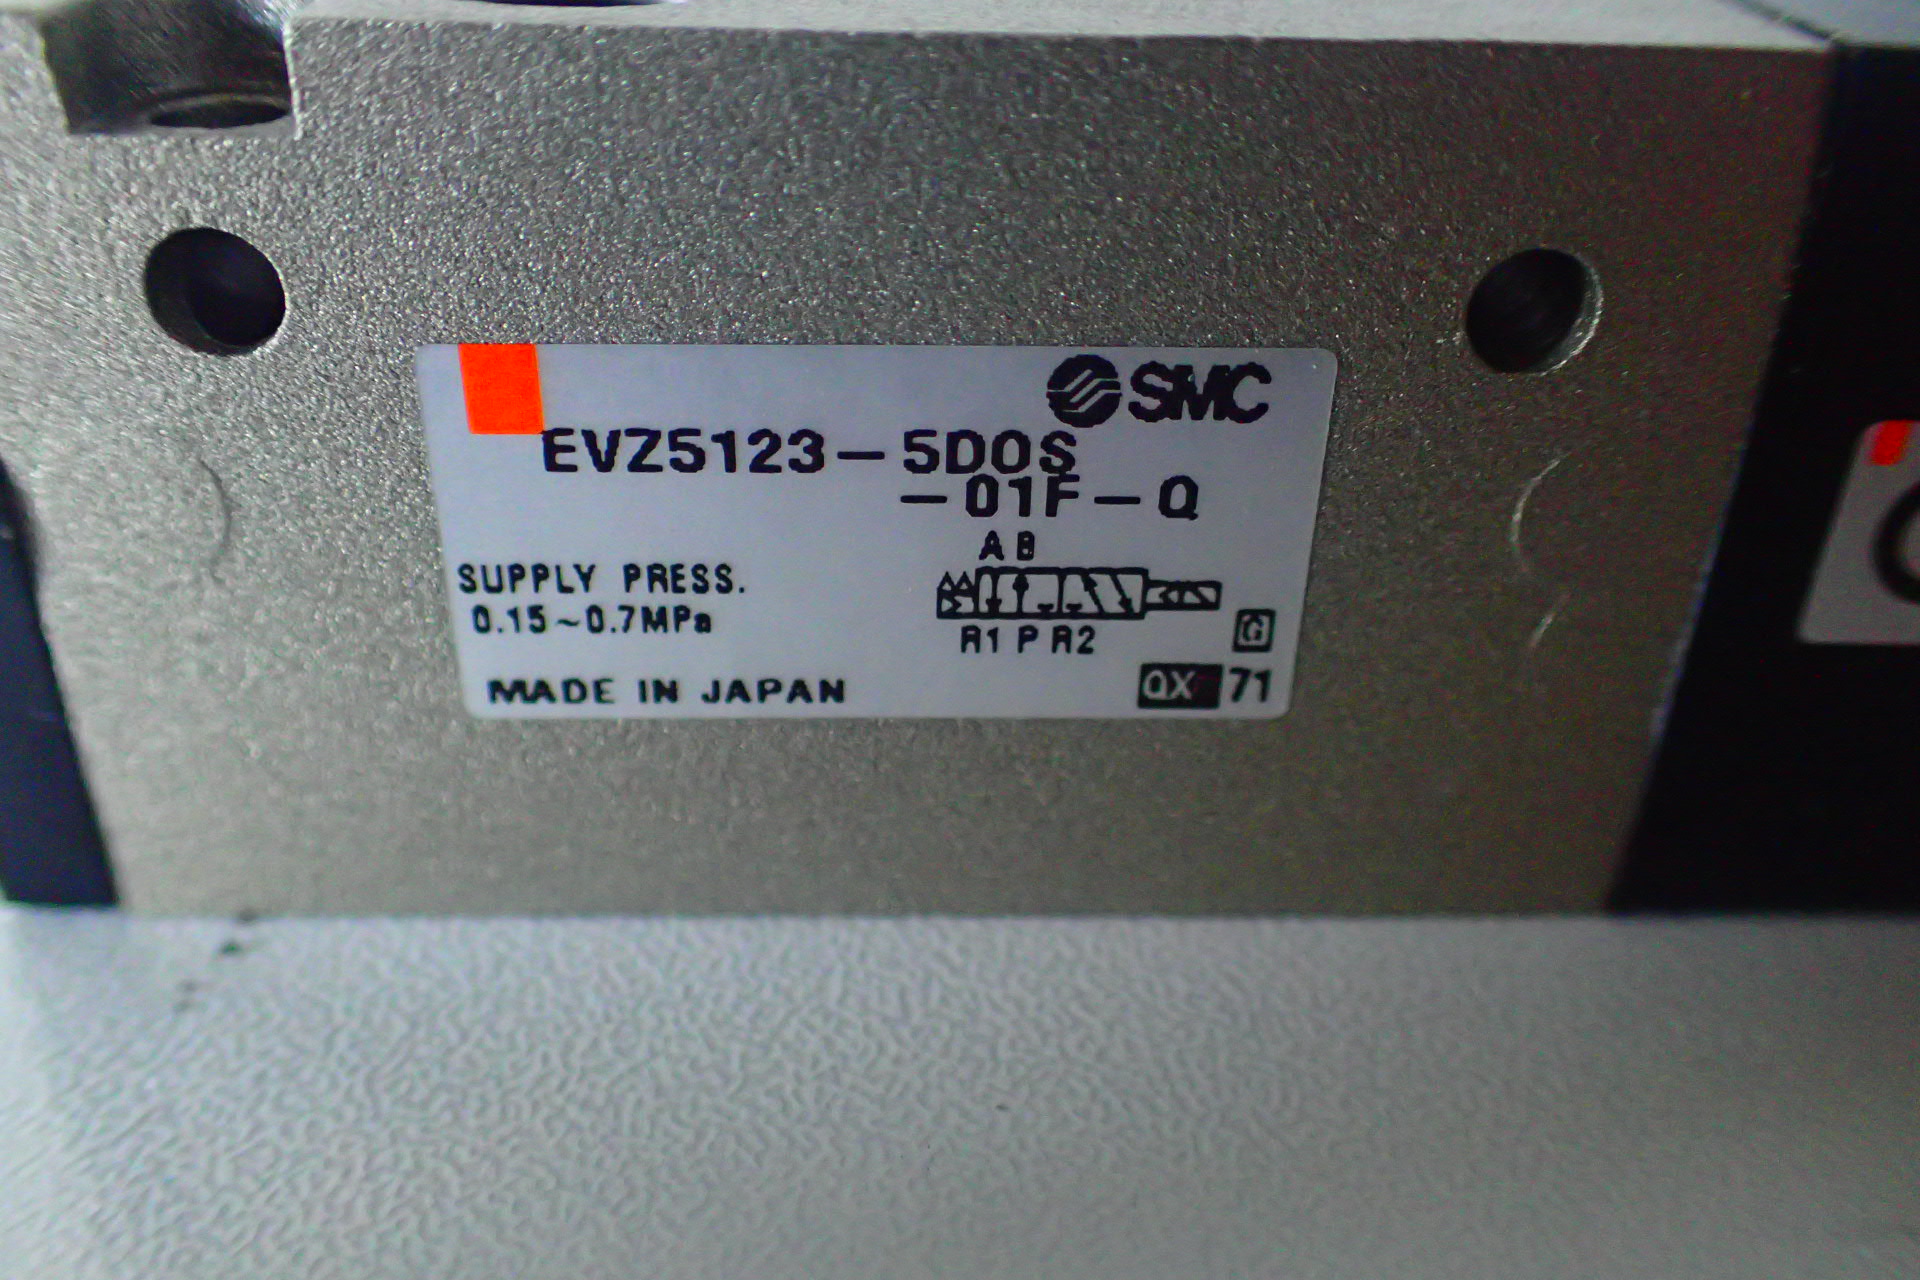 SMC
EVZ5123-5DOS
-01F-Q
A B
SUPPLY PRESS.
0.15~0.7MPa
R1 P R2
G
MADE IN JAPAN
QX 71